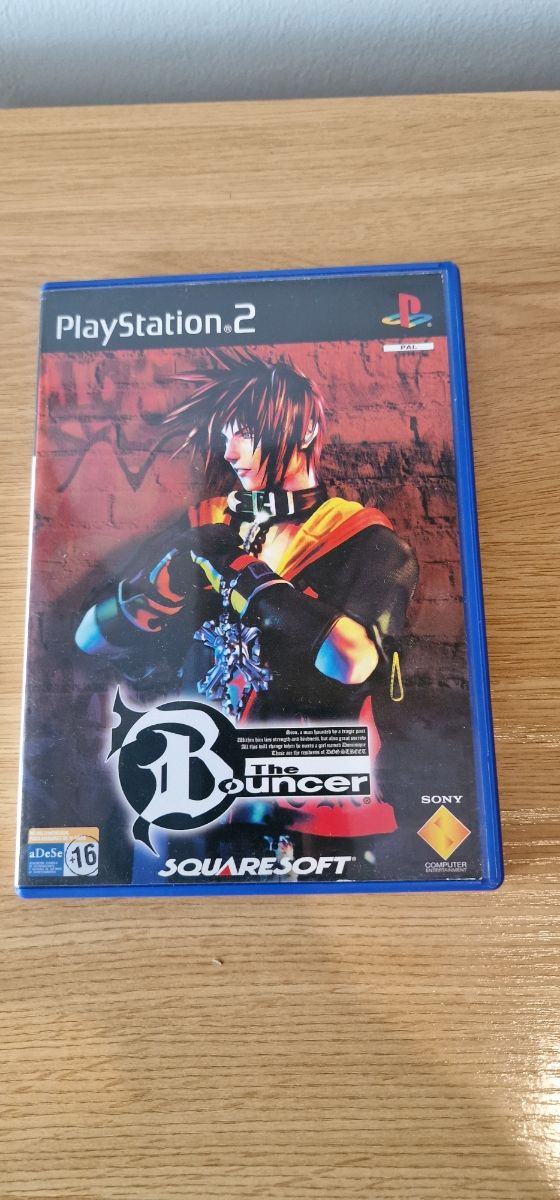 PlayStation®2
PAL
Sion, a man haunted by a tragic past.
Within him lies strength and kindness, but also great sorrow
All this will change when he meets a girl named Dominique
These are the residents of DOG STREET.
The
Bouncer®
SONY
COMPUTER
ENTERTAINMENT
aDeSe
+16
SQUARESOFT®